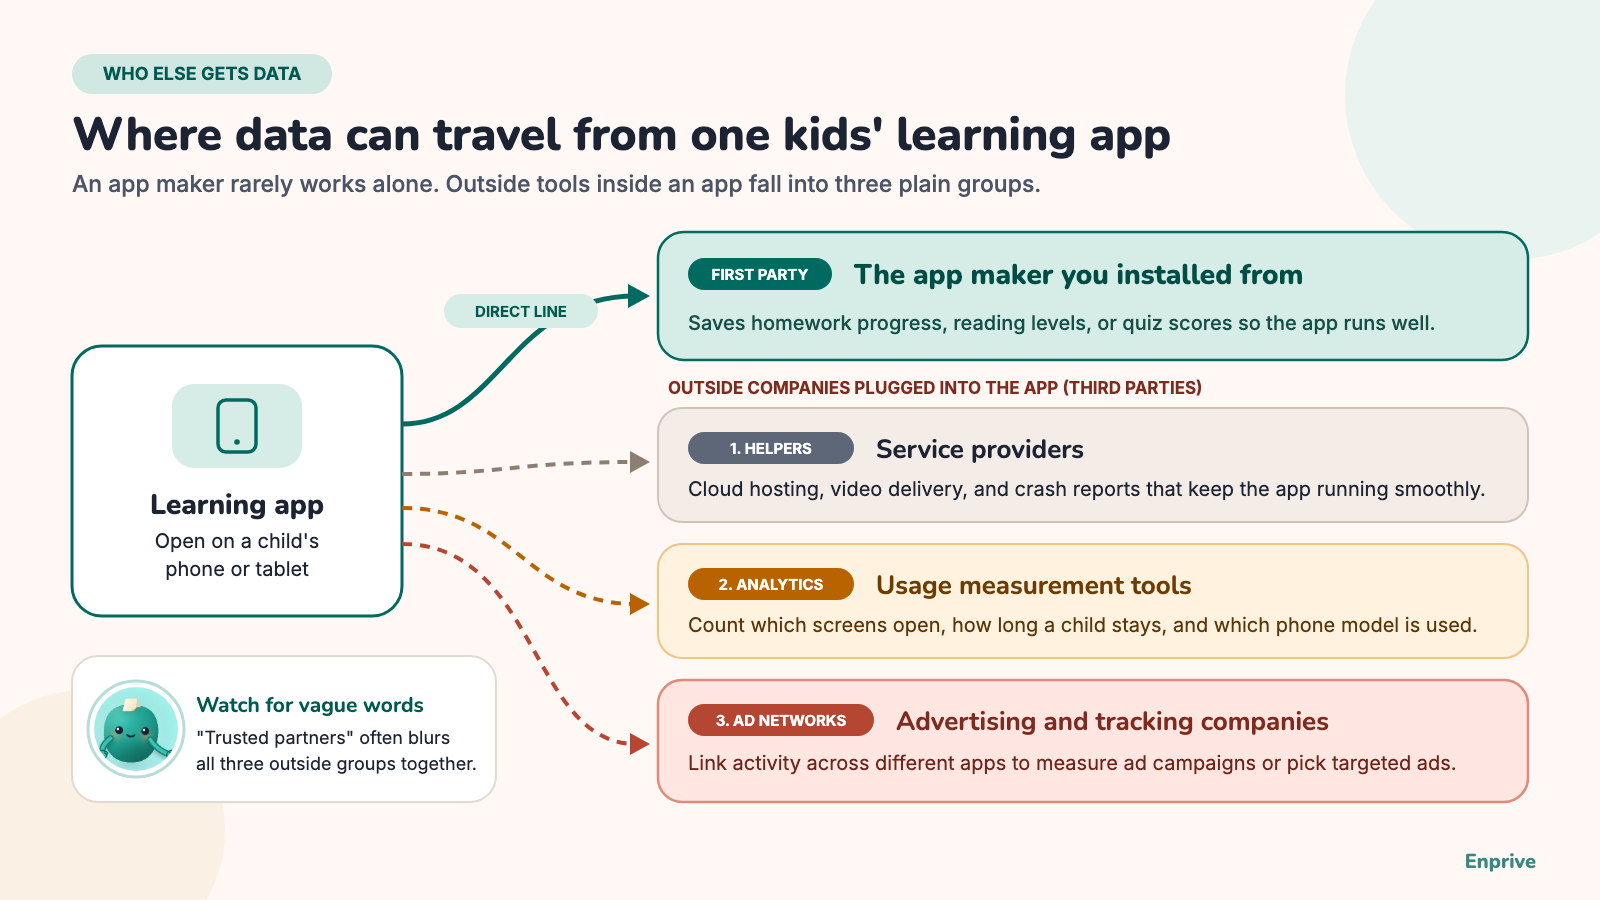 WHO ELSE GETS DATA
Where data can travel from one kids' learning app
An app maker rarely works alone. Outside tools inside an app fall into three plain groups.
DIRECT LINE
FIRST PARTY
The app maker you installed from
Saves homework progress, reading levels, or quiz scores so the app runs well.
Learning app
Open on a child's
phone or tablet
OUTSIDE COMPANIES PLUGGED INTO THE APP (THIRD PARTIES)
1. HELPERS
Service providers
Cloud hosting, video delivery, and crash reports that keep the app running smoothly.
2. ANALYTICS
Usage measurement tools
Count which screens open, how long a child stays, and which phone model is used.
3. AD NETWORKS
Advertising and tracking companies
Link activity across different apps to measure ad campaigns or pick targeted ads.
Watch for vague words
"Trusted partners" often blurs
all three outside groups together.
Enprive